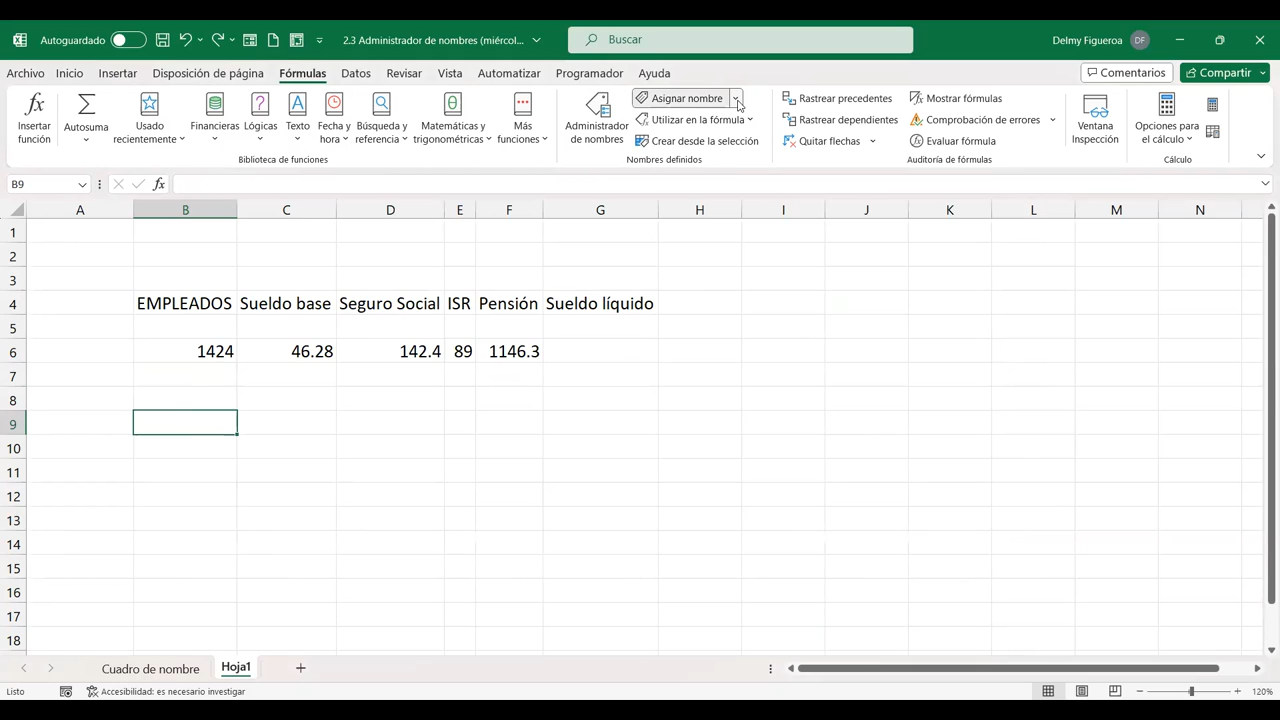 Autoguardado
2.3 Administrador de nombres (miércol...
Buscar
Delmy Figueroa
DF
Archivo Inicio Insertar Disposición de página Fórmulas Datos Revisar Vista Automatizar Programador Ayuda
Comentarios
Compartir
Insertar función
Autosuma
Usado recientemente
Financieras
Lógicas
Texto
Fecha y hora
Búsqueda y referencia
Matemáticas y trigonométricas
Más funciones
Biblioteca de funciones
Administrador de nombres
Asignar nombre
Utilizar en la fórmula
Crear desde la selección
Nombres definidos
Rastrear precedentes
Rastrear dependientes
Quitar flechas
Mostrar fórmulas
Comprobación de errores
Evaluar fórmula
Auditoría de fórmulas
Ventana Inspección
Opciones para el cálculo
Cálculo
B9
fx
A B C D E F G H I J K L M N
1
2
3
4 EMPLEADOS Sueldo base Seguro Social ISR Pensión Sueldo líquido
5
6 1424 46.28 142.4 89 1146.3
7
8
9
10
11
12
13
14
15
16
17
18
Cuadro de nombre Hoja1
Listo
Accesibilidad: es necesario investigar
120%